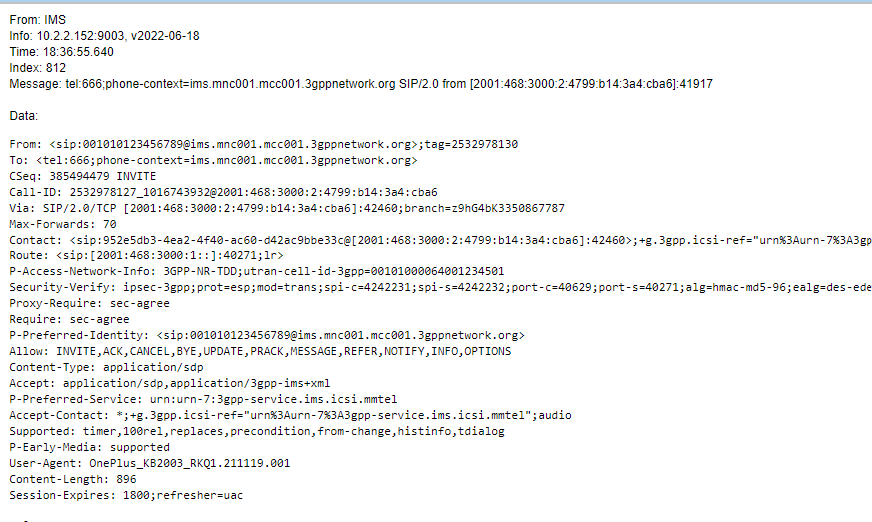 From: IMS
Info: 10.2.2.152:9003, v2022-06-18
Time: 18:36:55.640
Index: 812
Message: tel:666;phone-context=ims.mnc001.mcc001.3gppnetwork.org SIP/2.0 from [2001:468:3000:2:4799:b14:3a4:cba6]:41917
Data:
From: <sip:001010123456789@ims.mnc001.mcc001.3gppnetwork.org>;tag=2532978130
To: <tel:666;phone-context=ims.mnc001.mcc001.3gppnetwork.org>
CSeq: 385494479 INVITE
Call-ID: 2532978127_1016743932@2001:468:3000:2:4799:b14:3a4:cba6
Via: SIP/2.0/TCP [2001:468:3000:2:4799:b14:3a4:cba6]:42460;branch=z9hG4bK3350867787
Max-Forwards: 70
Contact: <sip:952e5db3-4ea2-4f40-ac60-d42ac9bbe33c@[2001:468:3000:2:4799:b14:3a4:cba6]:42460>;+g.3gpp.icsi-ref="urn%3Aurn-7%3A3gp
Route: <sip:[2001:468:3000:1::]:40271;lr>
P-Access-Network-Info: 3GPP-NR-TDD;utran-cell-id-3gpp=00101000064001234501
Security-Verify: ipsec-3gpp;prot=esp;mod=trans;spi-c=4242231;spi-s=4242232;port-c=40629;port-s=40271;alg=hmac-md5-96;ealg=des-ede
Proxy-Require: sec-agree
Require: sec-agree
P-Preferred-Identity: <sip:001010123456789@ims.mnc001.mcc001.3gppnetwork.org>
Allow: INVITE,ACK,CANCEL,BYE,UPDATE,PRACK,MESSAGE,REFER,NOTIFY,INFO,OPTIONS
Content-Type: application/sdp
Accept: application/sdp,application/3gpp-ims+xml
P-Preferred-Service: urn:urn-7:3gpp-service.ims.icsi.mmtel
Accept-Contact: *;+g.3gpp.icsi-ref="urn%3Aurn-7%3A3gpp-service.ims.icsi.mmtel";audio
Supported: timer,100rel,replaces,precondition,from-change,histinfo,tdialog
P-Early-Media: supported
User-Agent: OnePlus_KB2003_RKQ1.211119.001
Content-Length: 896
Session-Expires: 1800;refresher=uac